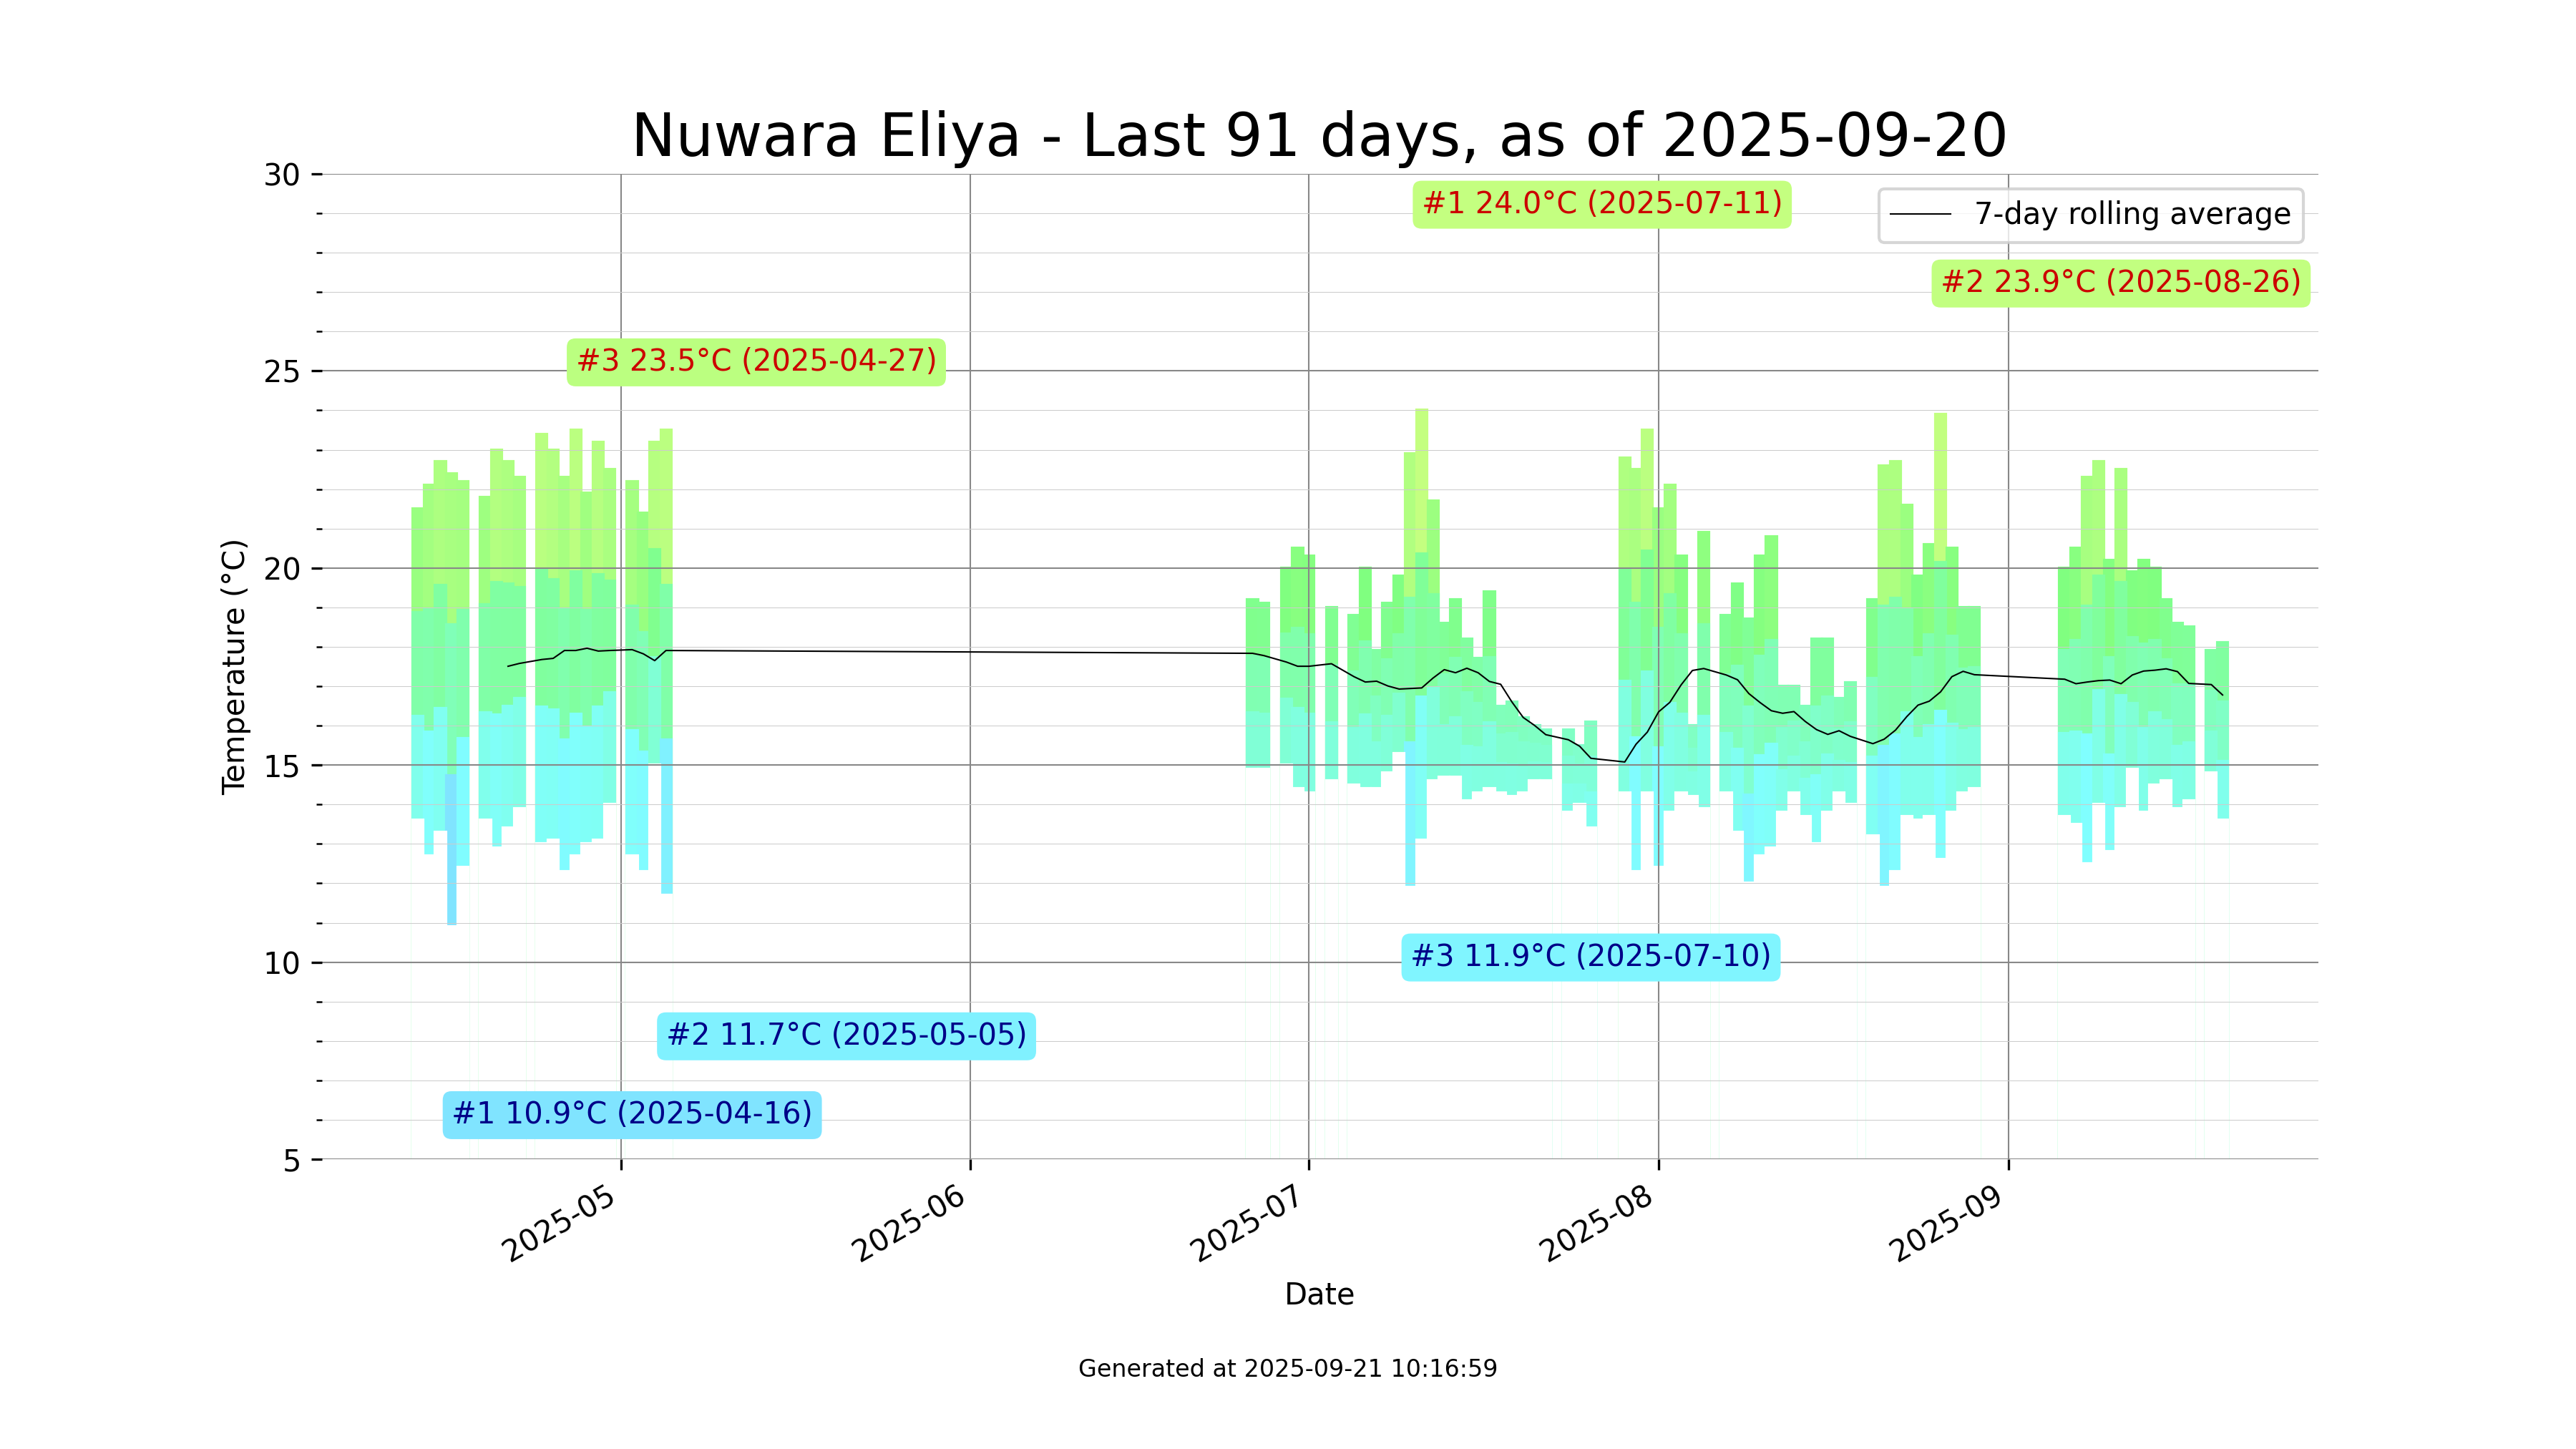 Nuwara Eliya - Last 91 days, as of 2025-09-20
30
#1 24.0°C (2025-07-11)
7-day rolling average
#2 23.9°C (2025-08-26)
#3 23.5°C (2025-04-27)
25
20
Temperature (°C)
15
10
#3 11.9°C (2025-07-10)
#2 11.7°C (2025-05-05)
#1 10.9°C (2025-04-16)
5
2025-05
2025-06
2025-07
2025-08
2025-09
Date
Generated at 2025-09-21 10:16:59